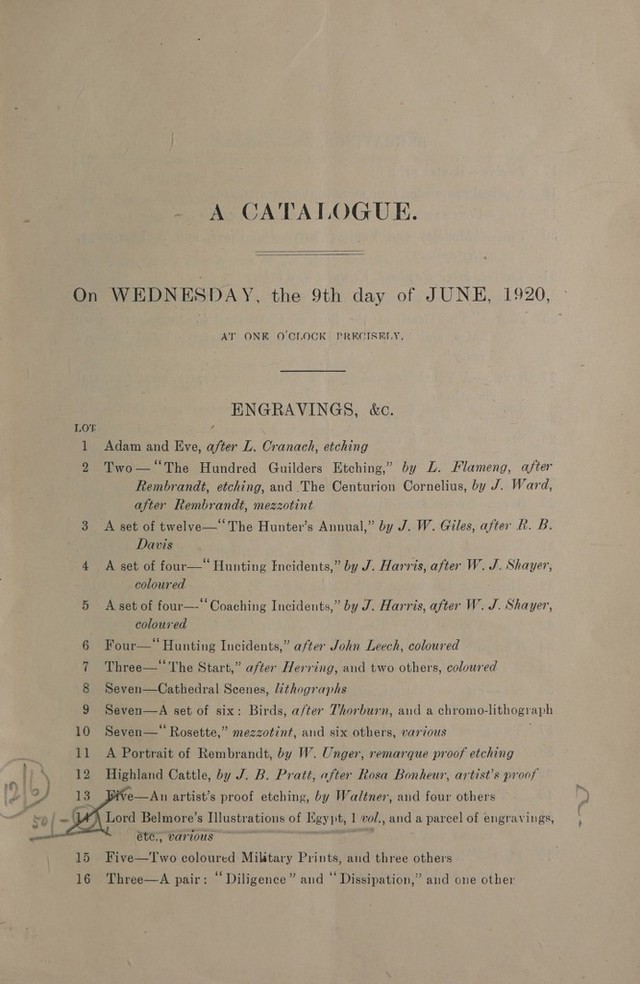 A CATALOGUE.
On WEDNESDAY, the 9th day of JUNE, 1920,
AT ONE O'CLOCK PRECISELY.
ENGRAVINGS, &c.
LOT
1 Adam and Eve, after L. Cranach, etching
2 Two—“The Hundred Guilders Etching,” by L. Flameng, after
Rembrandt, etching, and The Centurion Cornelius, by J. Ward,
after Rembrandt, mezzotint
3 A set of twelve—“The Hunter's Annual,” by J. W. Giles, after R. B.
Davis
4 A set of four—“Hunting Incidents,” by J. Harris, after W. J. Shayer,
coloured
5 A set of four—“Coaching Incidents,” by J. Harris, after W. J. Shayer,
coloured
6 Four—“Hunting Incidents,” after John Leech, coloured
7 Three—“The Start,” after Herring, and two others, coloured
8 Seven—Cathedral Scenes, lithographs
9 Seven—A set of six: Birds, after Thorburn, and a chromo-lithograph
10 Seven—“Rosette,” mezzotint, and six others, various
11 A Portrait of Rembrandt, by W. Unger, remarque proof etching
12 Highland Cattle, by J. B. Pratt, after Rosa Bonheur, artist's proof
12/6
13 Five—An artist's proof etching, by Waltner, and four others
50/- 14 Lord Belmore's Illustrations of Egypt, 1 vol., and a parcel of engravings, ?
etc., various
15 Five—Two coloured Military Prints, and three others
16 Three—A pair: “Diligence” and “Dissipation,” and one other